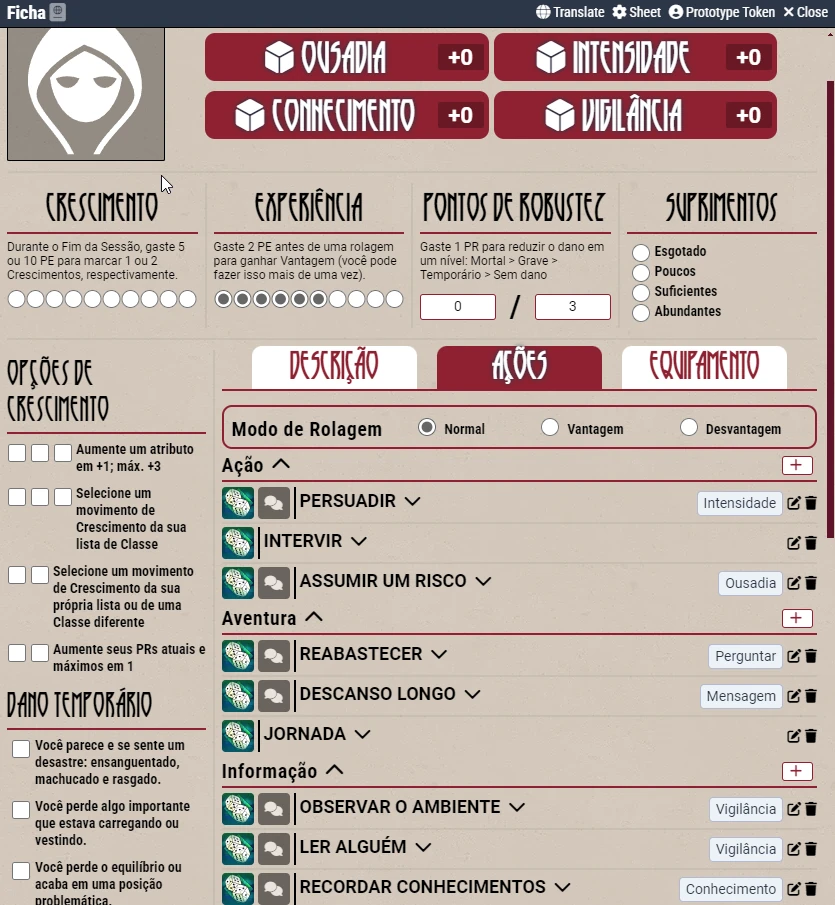 Ficha
Translate Sheet Prototype Token Close
OUSADIA +0
INTENSIDADE +0
CONHECIMENTO +0
VIGILÂNCIA +0
CRESCIMENTO
Durante o Fim da Sessão, gaste 5
ou 10 PE para marcar 1 ou 2
Crescimentos, respectivamente.
EXPERIÊNCIA
Gaste 2 PE antes de uma rolagem
para ganhar Vantagem (você pode
fazer isso mais de uma vez).
PONTOS DE ROBUSTEZ
Gaste 1 PR para reduzir o dano em
um nível: Mortal > Grave >
Temporário > Sem dano
0 / 3
SUPRIMENTOS
Esgotado
Poucos
Suficientes
Abundantes
OPÇÕES DE
CRESCIMENTO
Aumente um atributo
em +1; máx. +3
Selecione um
movimento de
Crescimento da sua
lista de Classe
Selecione um movimento
de Crescimento da sua
própria lista ou de uma
Classe diferente
Aumente seus PRs atuais e
máximos em 1
DANO TEMPORÁRIO
Você parece e se sente um
desastre: ensanguentado,
machucado e rasgado.
Você perde algo importante
que estava carregando ou
vestindo.
Você perde o equilíbrio ou
acaba em uma posição
problemática.
DESCRIÇÃO
AÇÕES
EQUIPAMENTO
Modo de Rolagem Normal Vantagem Desvantagem
Ação +
PERSUADIR Intensidade
INTERVIR
ASSUMIR UM RISCO Ousadia
Aventura +
REABASTECER Perguntar
DESCANSO LONGO Mensagem
JORNADA
Informação +
OBSERVAR O AMBIENTE Vigilância
LER ALGUÉM Vigilância
RECORDAR CONHECIMENTOS Conhecimento